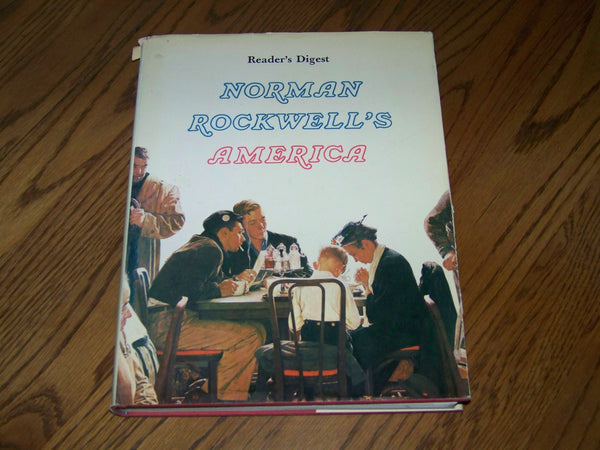 Reader's Digest
NORMAN
ROCKWELL'S
AMERICA